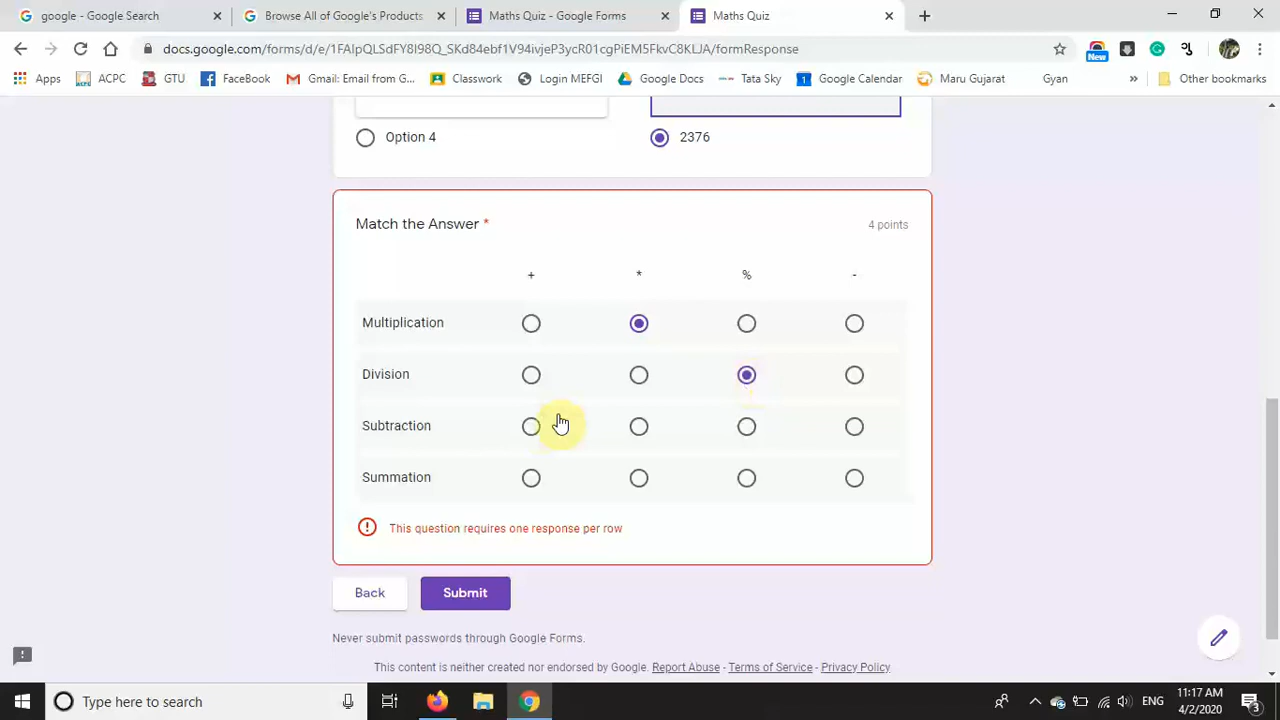 google - Google Search
Browse All of Google's Products
Maths Quiz - Google Forms
Maths Quiz
docs.google.com/forms/d/e/1FAIpQLSdFY8I98Q_SKd84ebf1V94ivjeP3ycR01cgPiEM5FkvC8KLJA/formResponse
New
Apps
ACPC
GTU
FaceBook
Gmail: Email from G...
Classwork
Login MEFGI
Google Docs
Tata Sky
Google Calendar
Maru Gujarat
Gyan
»
Other bookmarks
Option 4
2376
Match the Answer *
4 points
+ * % -
Multiplication
Division
Subtraction
Summation
This question requires one response per row
Back
Submit
Never submit passwords through Google Forms.
This content is neither created nor endorsed by Google. Report Abuse - Terms of Service - Privacy Policy
Type here to search
ENG
11:17 AM
4/2/2020
3